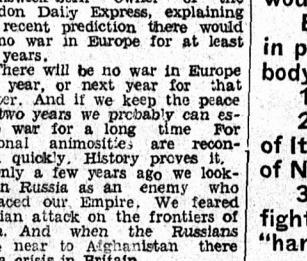 don Daily Express, explaining
recent prediction there would
no war in Europe for at least
years.
here will be no war in Europe
year, or next year for that
er. And if we keep the peace
two years we probably can es-
war for a long time For
onal animosities are recon-
quickly. History proves it.
nly a few years ago we look-
n Russia as an enemy who
aced our Empire. We feared
ian attack on the frontiers of
. And when the Russians
near to Afghanistan there
crisis in Britain
in p
body
1
2
of It
of N
3
fight
"har